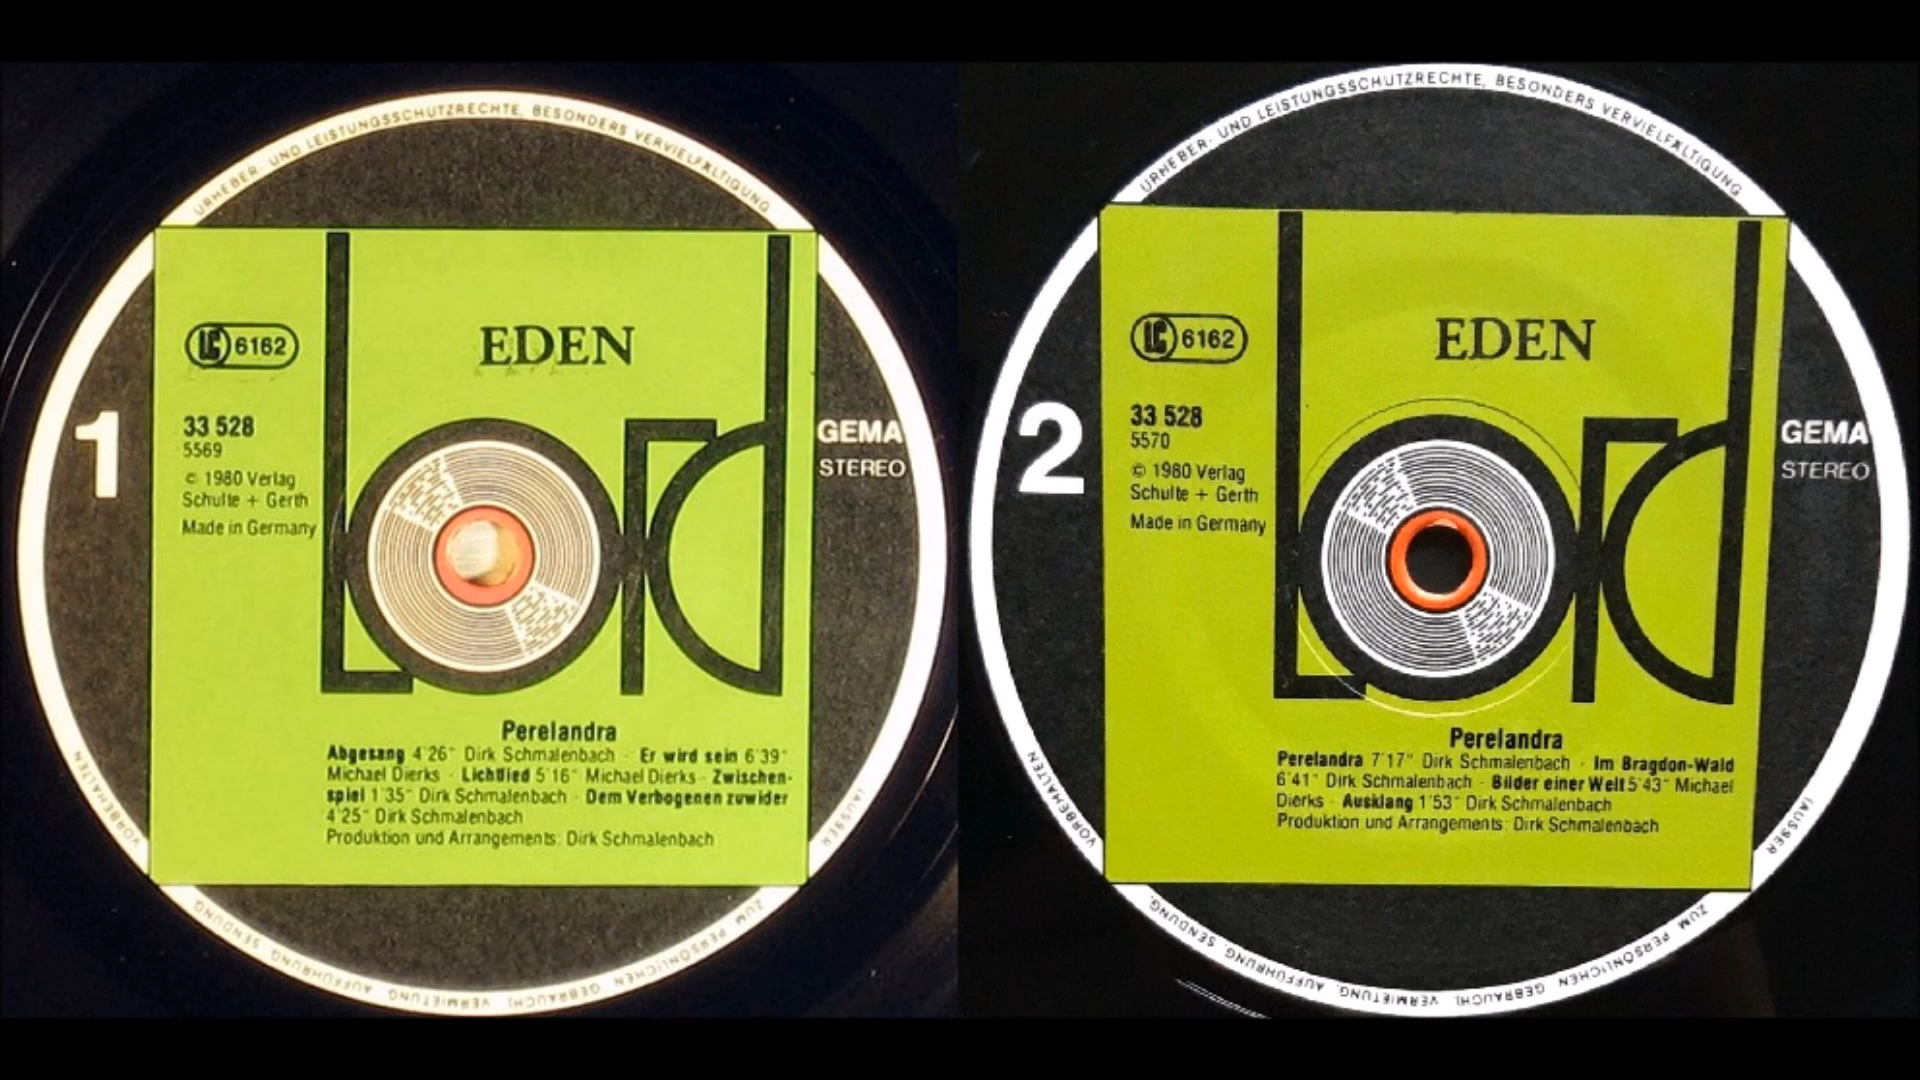 URHEBER- UND LEISTUNGSSCHUTZRECHTE, BESONDERS VERVIELFÄLTIGUNG
(AUSSER
ZUM PERSÖNLICHEN GEBRAUCH), VERMIETUNG, AUFFÜHRUNG, SENDUNG
VORBEHALTEN
1
LC 6162
EDEN
33 528
5569
© 1980 Verlag
Schulte + Gerth
Made in Germany
GEMA
STEREO
Lord
Perelandra
Abgesang 4'26" Dirk Schmalenbach · Er wird sein 6'39"
Michael Dierks · Lichtlied 5'16" Michael Dierks · Zwischen-
spiel 1'35" Dirk Schmalenbach · Dem Verbogenen zuwider
4'25" Dirk Schmalenbach
Produktion und Arrangements: Dirk Schmalenbach
URHEBER- UND LEISTUNGSSCHUTZRECHTE, BESONDERS VERVIELFÄLTIGUNG
(AUSSER
ZUM PERSÖNLICHEN GEBRAUCH), VERMIETUNG, AUFFÜHRUNG, SENDUNG,
VORBEHALTEN
2
LC 6162
EDEN
33 528
5570
© 1980 Verlag
Schulte + Gerth
Made in Germany
GEMA
STEREO
Lord
Perelandra
Perelandra 7'17" Dirk Schmalenbach · Im Bragdon-Wald
6'41" Dirk Schmalenbach · Bilder einer Welt 5'43" Michael
Dierks · Ausklang 1'53" Dirk Schmalenbach
Produktion und Arrangements: Dirk Schmalenbach